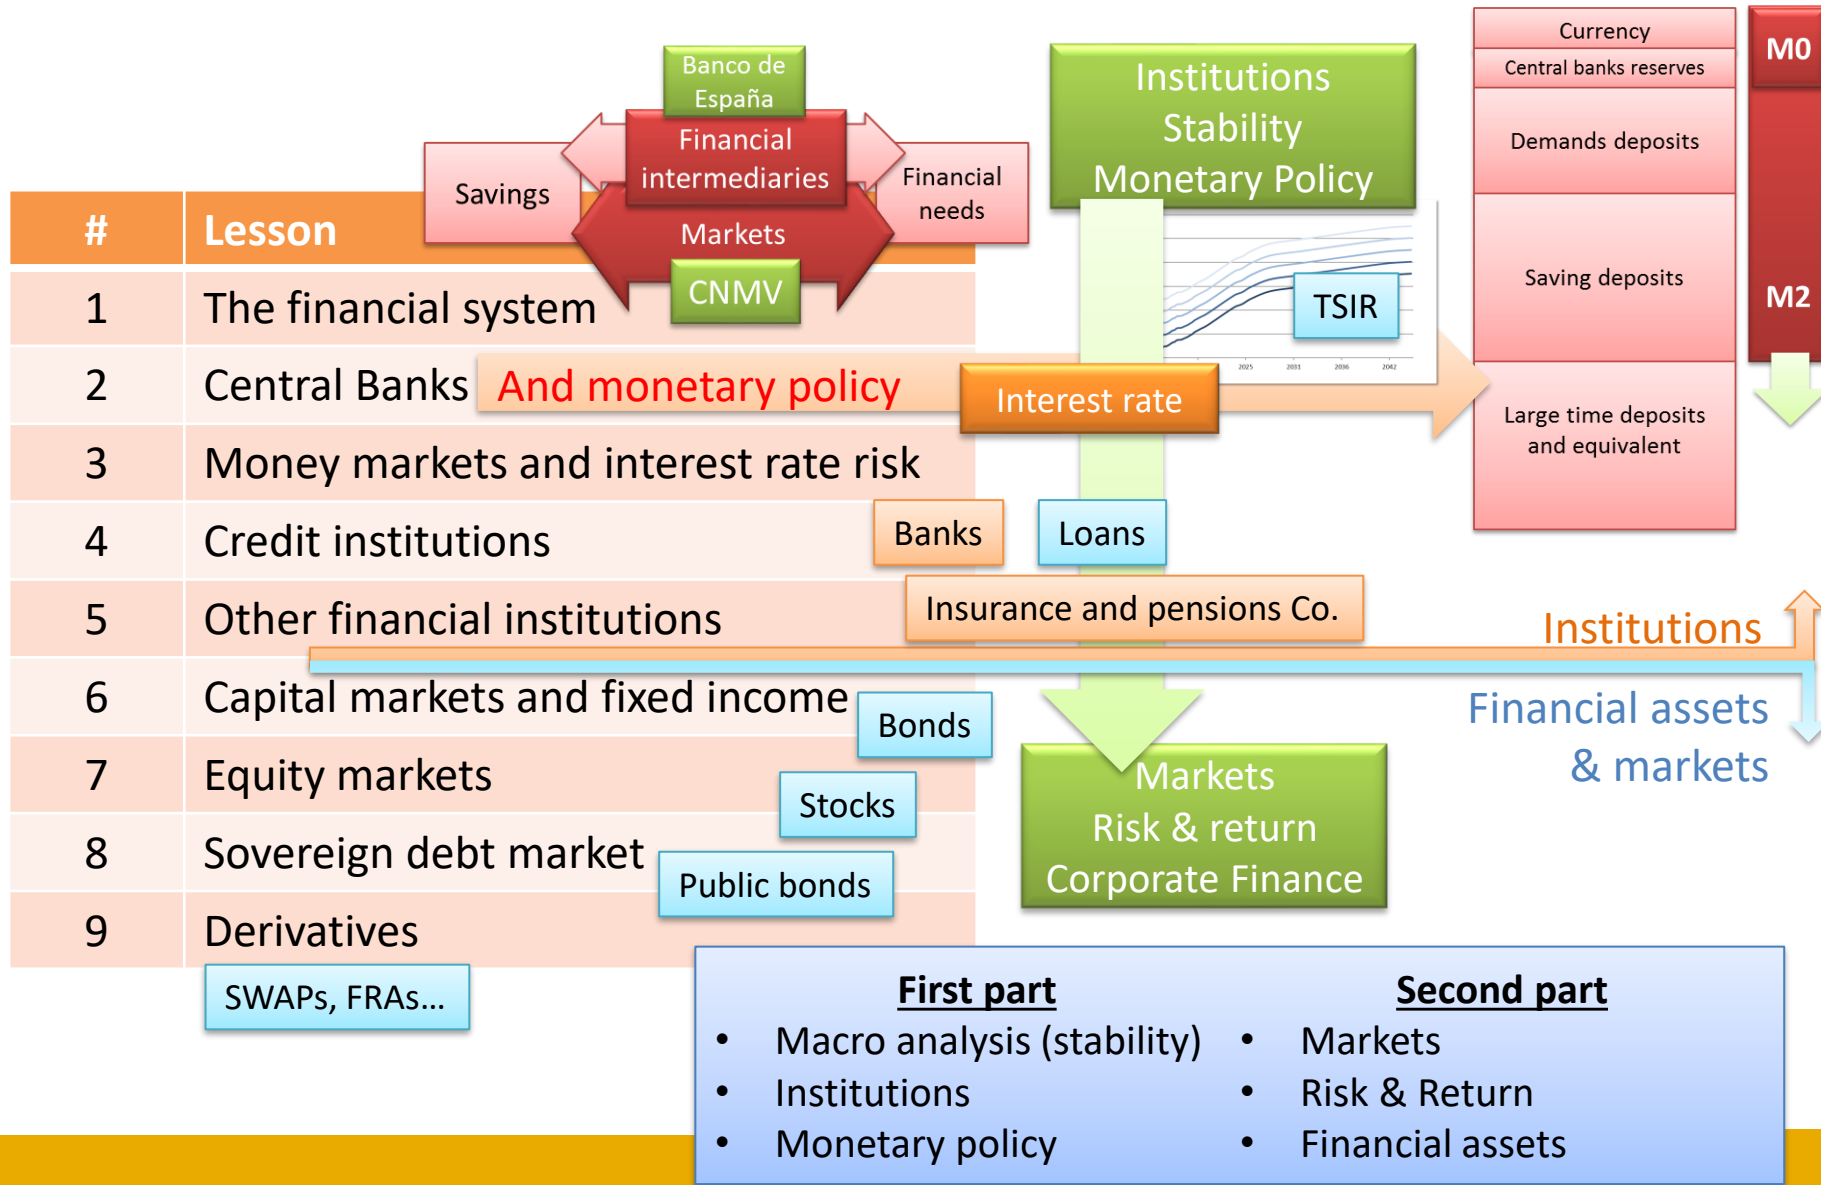 Banco de
España
Financial
intermediaries
Savings
Financial
needs
Markets
CNMV
Institutions
Stability
Monetary Policy
Currency
Central banks reserves
Demands deposits
Saving deposits
Large time deposits
and equivalent
M0
M2
TSIR
2025 2031 2036 2042
Interest rate
# Lesson
1 The financial system
2 Central Banks And monetary policy
3 Money markets and interest rate risk
4 Credit institutions
Banks
Loans
5 Other financial institutions
Insurance and pensions Co.
Institutions
6 Capital markets and fixed income
Bonds
Financial assets
& markets
7 Equity markets
Stocks
Markets
Risk & return
Corporate Finance
8 Sovereign debt market
Public bonds
9 Derivatives
SWAPs, FRAs...
First part
• Macro analysis (stability)
• Institutions
• Monetary policy
Second part
• Markets
• Risk & Return
• Financial assets